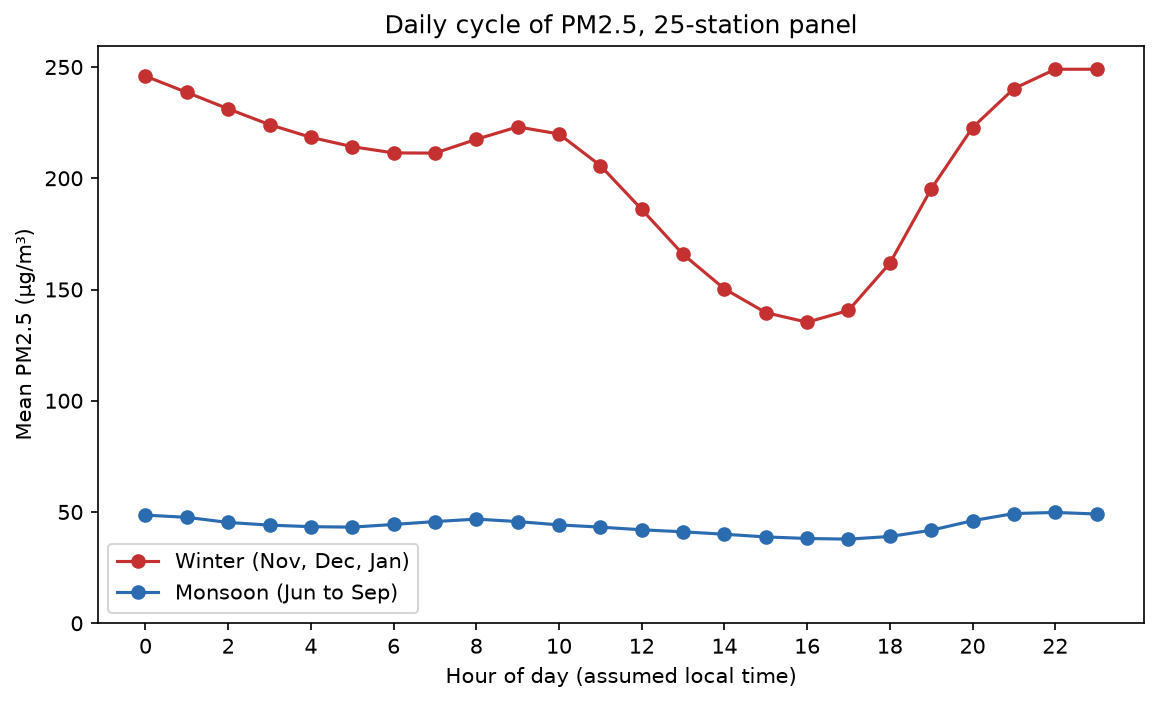 Daily cycle of PM2.5, 25-station panel
Mean PM2.5 (µg/m³)
250
200
150
100
50
0
Winter (Nov, Dec, Jan)
Monsoon (Jun to Sep)
0 2 4 6 8 10 12 14 16 18 20 22
Hour of day (assumed local time)